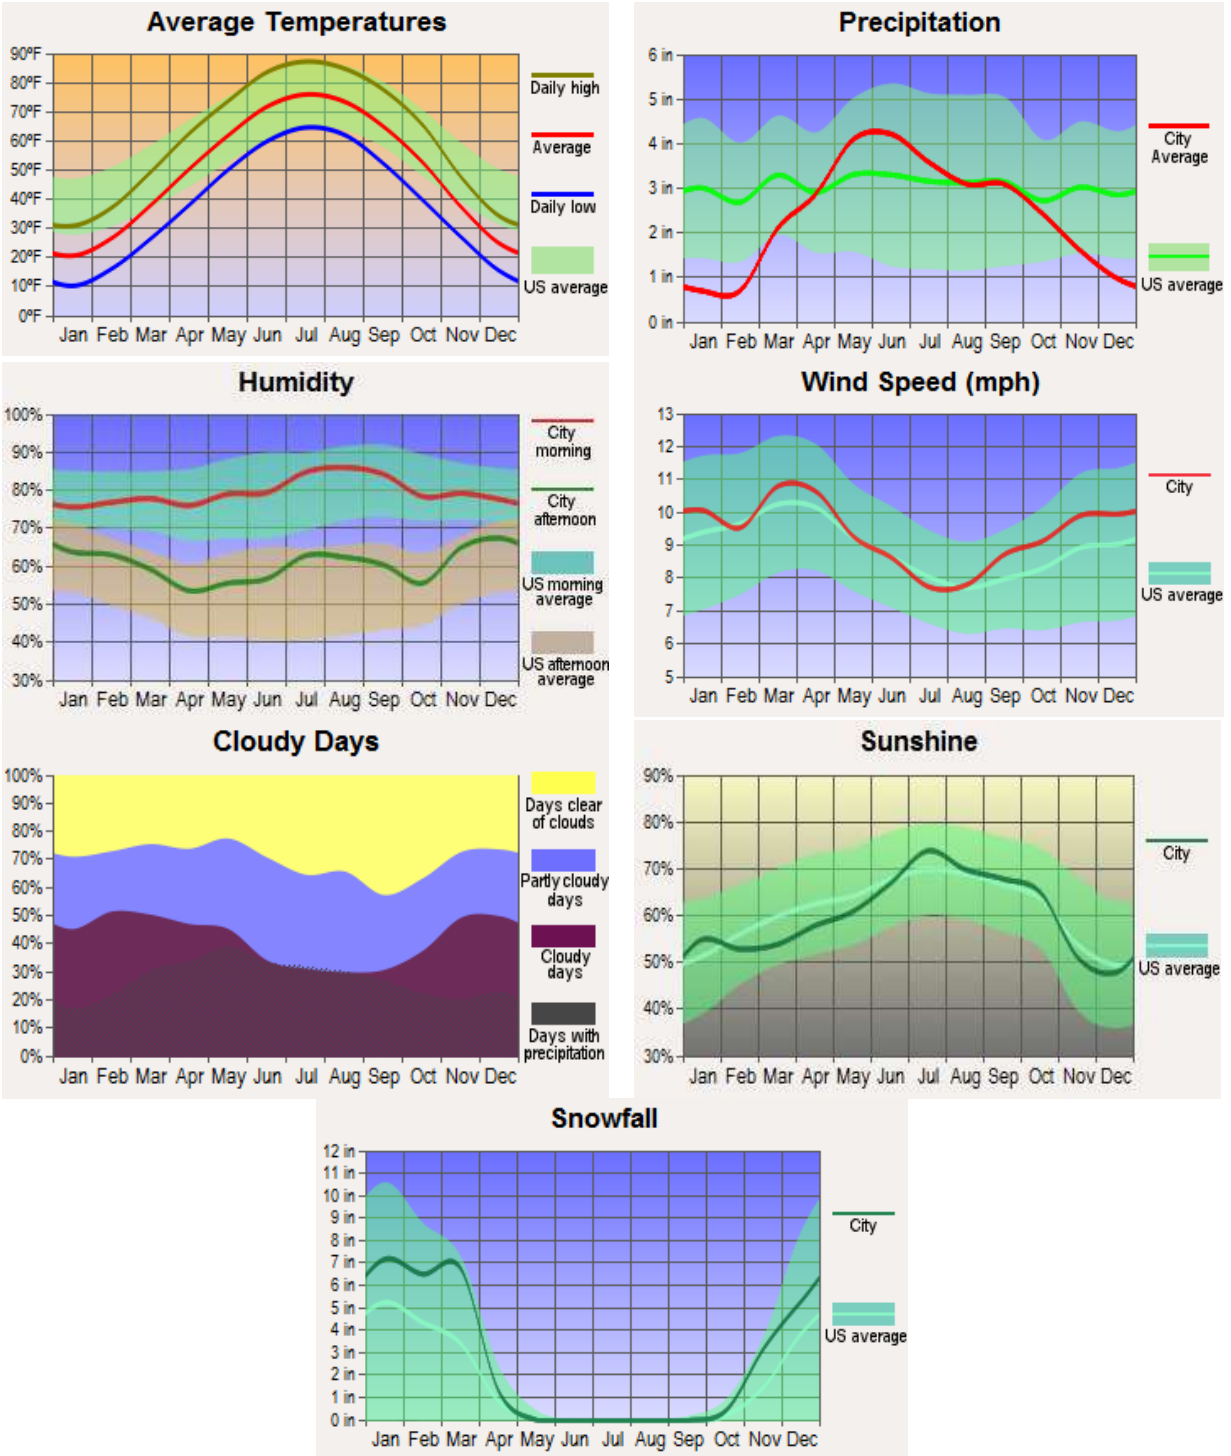 Average Temperatures
90ºF
80ºF
70ºF
60ºF
50ºF
40ºF
30ºF
20ºF
10ºF
0ºF
Jan Feb Mar Apr May Jun Jul Aug Sep Oct Nov Dec
Daily high
Average
Daily low
US average
Precipitation
6 in
5 in
4 in
3 in
2 in
1 in
0 in
Jan Feb Mar Apr May Jun Jul Aug Sep Oct Nov Dec
City
Average
US average
Humidity
100%
90%
80%
70%
60%
50%
40%
30%
Jan Feb Mar Apr May Jun Jul Aug Sep Oct Nov Dec
City
morning
City
afternoon
US morning
average
US afternoon
average
Wind Speed (mph)
13
12
11
10
9
8
7
6
5
Jan Feb Mar Apr May Jun Jul Aug Sep Oct Nov Dec
City
US average
Cloudy Days
100%
90%
80%
70%
60%
50%
40%
30%
20%
10%
0%
Jan Feb Mar Apr May Jun Jul Aug Sep Oct Nov Dec
Days clear
of clouds
Partly cloudy
days
Cloudy
days
Days with
precipitation
Sunshine
90%
80%
70%
60%
50%
40%
30%
Jan Feb Mar Apr May Jun Jul Aug Sep Oct Nov Dec
City
US average
Snowfall
12 in
11 in
10 in
9 in
8 in
7 in
6 in
5 in
4 in
3 in
2 in
1 in
0 in
Jan Feb Mar Apr May Jun Jul Aug Sep Oct Nov Dec
City
US average